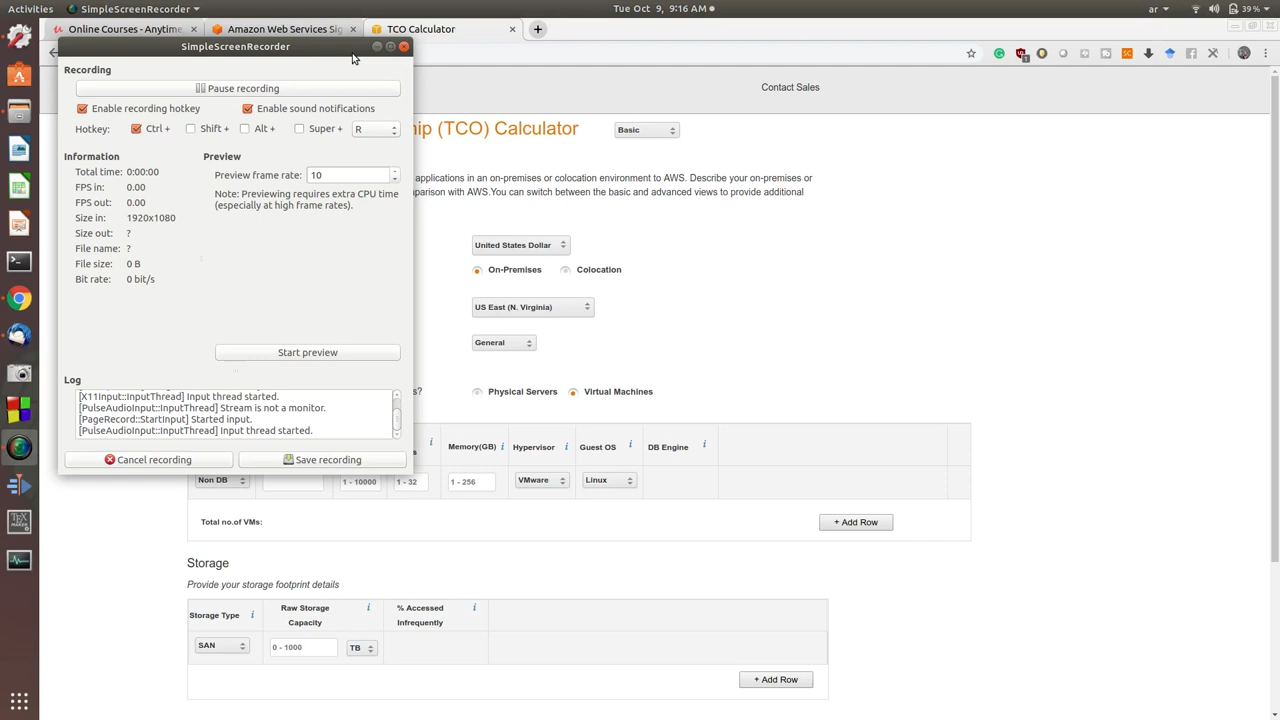 Activities
SimpleScreenRecorder
Tue Oct 9, 9:16 AM
ar
39%
Online Courses - Anytime,
Amazon Web Services Sig
TCO Calculator
SimpleScreenRecorder
Recording
Pause recording
Enable recording hotkey
Enable sound notifications
Hotkey:
Ctrl +
Shift +
Alt +
Super +
R
Information
Total time: 0:00:00
FPS in: 0.00
FPS out: 0.00
Size in: 1920x1080
Size out: ?
File name: ?
File size: 0 B
Bit rate: 0 bit/s
Preview
Preview frame rate: 10
Note: Previewing requires extra CPU time
(especially at high frame rates).
Start preview
Log
[X11Input::InputThread] Input thread started.
[PulseAudioInput::InputThread] Stream is not a monitor.
[PageRecord::StartInput] Started input.
[PulseAudioInput::InputThread] Input thread started.
Cancel recording
Save recording
Contact Sales
(TCO) Calculator
Basic
applications in an on-premises or colocation environment to AWS. Describe your on-premises or
with AWS.You can switch between the basic and advanced views to provide additional
United States Dollar
On-Premises
Colocation
US East (N. Virginia)
General
?
Physical Servers
Virtual Machines
Memory(GB)
Hypervisor
Guest OS
DB Engine
Non DB
1 - 10000
1 - 32
1 - 256
VMware
Linux
Total no.of VMs:
+ Add Row
Storage
Provide your storage footprint details
Storage Type
Raw Storage
Capacity
% Accessed
Infrequently
SAN
0 - 1000
TB
+ Add Row